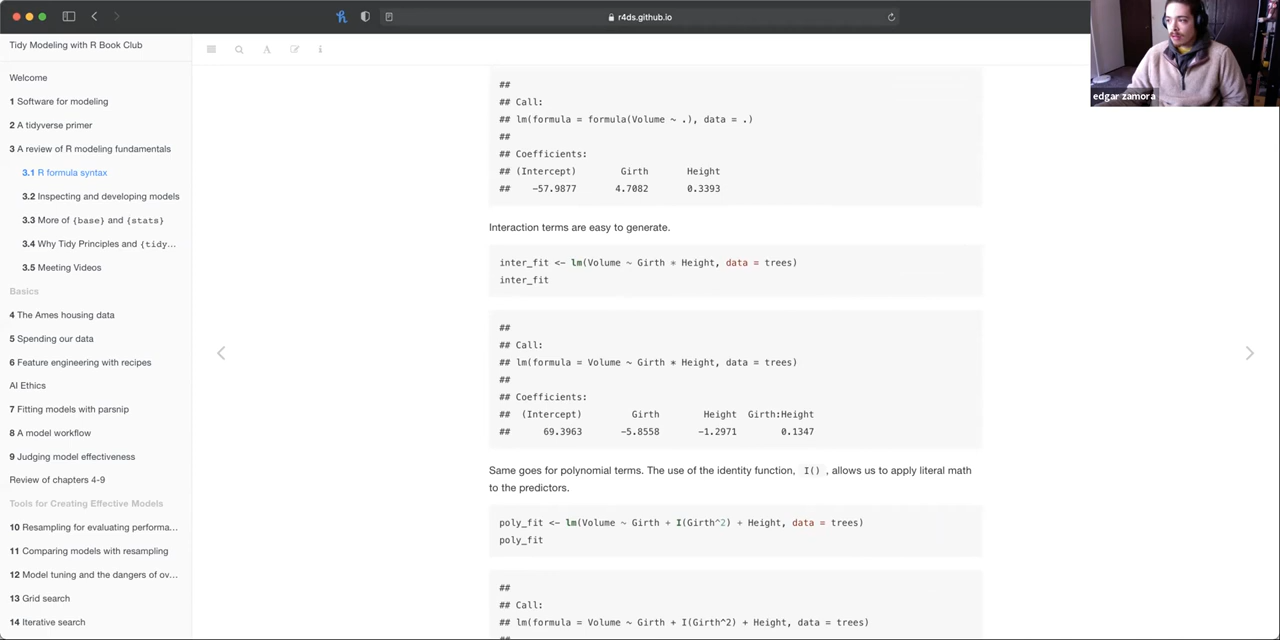 r4ds.github.io
edgar zamora
Tidy Modeling with R Book Club
Welcome
1 Software for modeling
2 A tidyverse primer
3 A review of R modeling fundamentals
3.1 R formula syntax
3.2 Inspecting and developing models
3.3 More of {base} and {stats}
3.4 Why Tidy Principles and {tidy...
3.5 Meeting Videos
Basics
4 The Ames housing data
5 Spending our data
6 Feature engineering with recipes
AI Ethics
7 Fitting models with parsnip
8 A model workflow
9 Judging model effectiveness
Review of chapters 4-9
Tools for Creating Effective Models
10 Resampling for evaluating performa...
11 Comparing models with resampling
12 Model tuning and the dangers of ov...
13 Grid search
14 Iterative search
##
## Call:
## lm(formula = formula(Volume ~ .), data = .)
##
## Coefficients:
## (Intercept) Girth Height
## -57.9877 4.7082 0.3393
Interaction terms are easy to generate.
inter_fit <- lm(Volume ~ Girth * Height, data = trees)
inter_fit
##
## Call:
## lm(formula = Volume ~ Girth * Height, data = trees)
##
## Coefficients:
## (Intercept) Girth Height Girth:Height
## 69.3963 -5.8558 -1.2971 0.1347
Same goes for polynomial terms. The use of the identity function, I() , allows us to apply literal math
to the predictors.
poly_fit <- lm(Volume ~ Girth + I(Girth^2) + Height, data = trees)
poly_fit
##
## Call:
## lm(formula = Volume ~ Girth + I(Girth^2) + Height, data = trees)
##